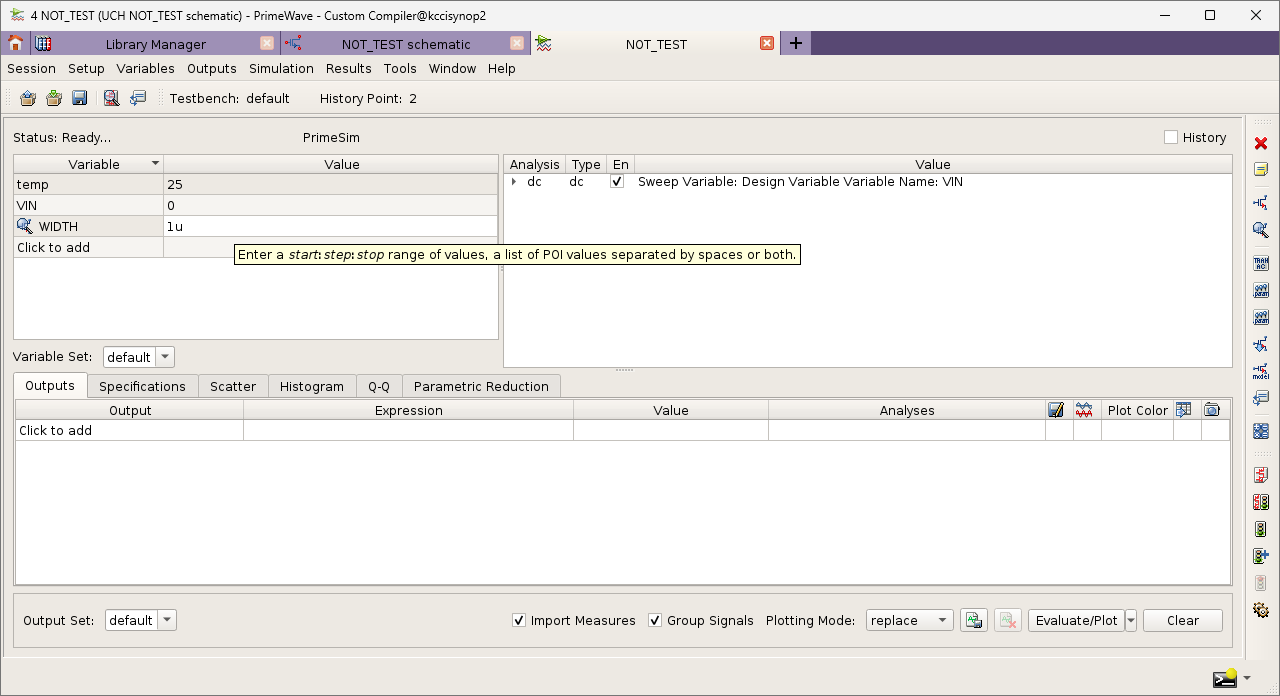 4 NOT_TEST (UCH NOT_TEST schematic) - PrimeWave - Custom Compiler@kccisynop2
Library Manager NOT_TEST schematic NOT_TEST
Session Setup Variables Outputs Simulation Results Tools Window Help
Testbench: default History Point: 2
Status: Ready... PrimeSim History
Variable Value Analysis Type En Value
temp 25 dc dc Sweep Variable: Design Variable Variable Name: VIN
VIN 0
WIDTH 1u
Click to add
Enter a start:step:stop range of values, a list of POI values separated by spaces or both.
Variable Set: default
Outputs Specifications Scatter Histogram Q-Q Parametric Reduction
Output Expression Value Analyses Plot Color
Click to add
Output Set: default Import Measures Group Signals Plotting Mode: replace Evaluate/Plot Clear